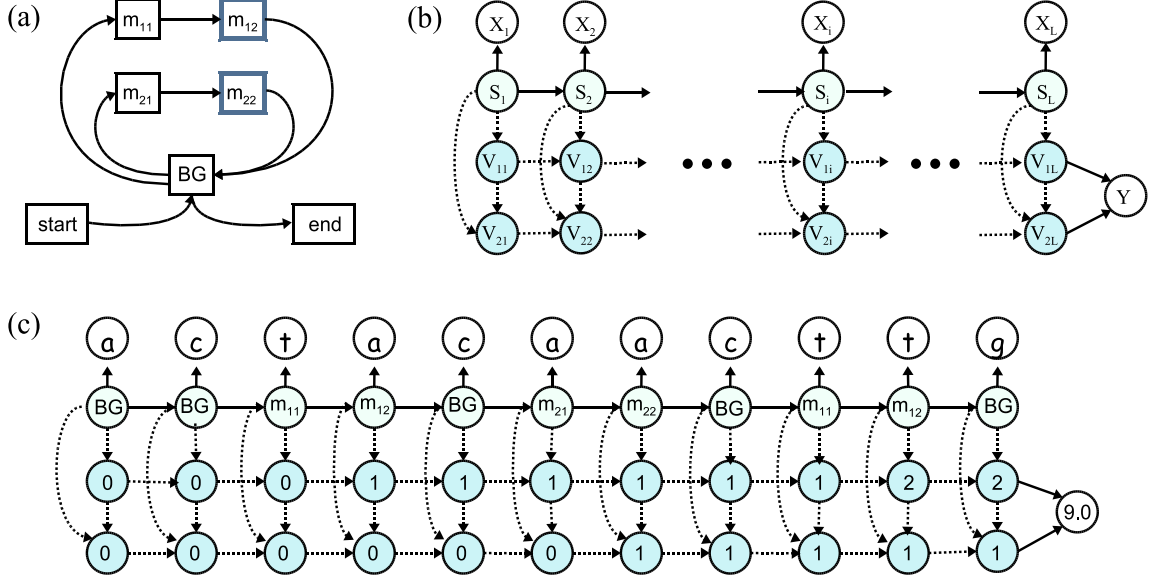 (a)
m11 m12
m21 m22
BG
start end
(b)
X1 X2 Xi XL
S1 S2 Si SL
V11 V12 V1i V1L
Y
V21 V22 V2i V2L
(c)
a c t a c a a c t t g
BG BG m11 m12 BG m21 m22 BG m11 m12 BG
0 0 0 1 1 1 1 1 1 2 2
9.0
0 0 0 0 0 0 1 1 1 1 1